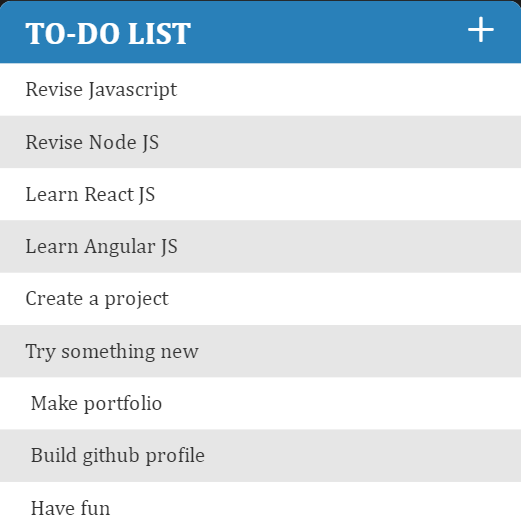 TO-DO LIST
Revise Javascript
Revise Node JS
Learn React JS
Learn Angular JS
Create a project
Try something new
Make portfolio
Build github profile
Have fun